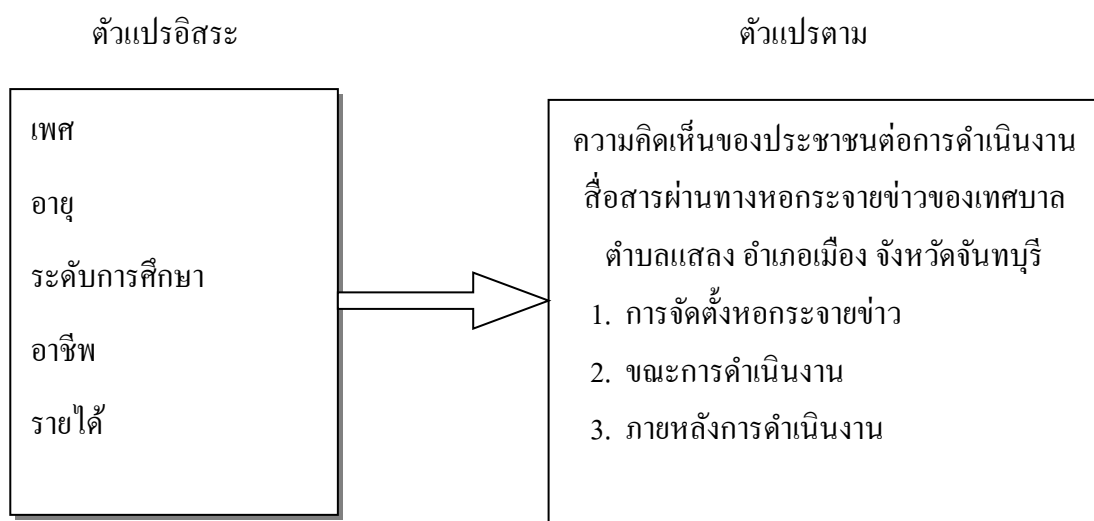 ตัวแปรอิสระ
ตัวแปรตาม
เพศ
อายุ
ระดับการศึกษา
อาชีพ
รายได้
ความคิดเห็นของประชาชนต่อการดำเนินงาน
สื่อสารผ่านทางหอกระจายข่าวของเทศบาล
ตำบลแสลง อำเภอเมือง จังหวัดจันทบุรี
1. การจัดตั้งหอกระจายข่าว
2. ขณะการดำเนินงาน
3. ภายหลังการดำเนินงาน